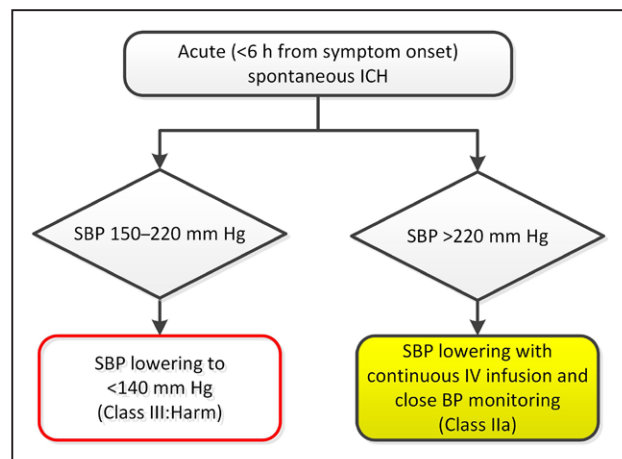 Acute (<6 h from symptom onset)
spontaneous ICH
SBP 150–220 mm Hg
SBP >220 mm Hg
SBP lowering to
<140 mm Hg
(Class III:Harm)
SBP lowering with
continuous IV infusion and
close BP monitoring
(Class IIa)